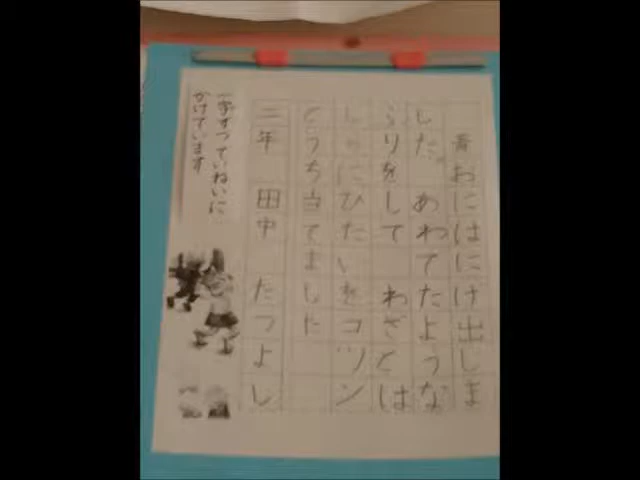 青おにはにげ出しま
した。あわてたような
ふりをして わざとは
しらにひたいをコツン
とうち当てました
三年 田中 たつよし
一字ずつていねいに
かけています